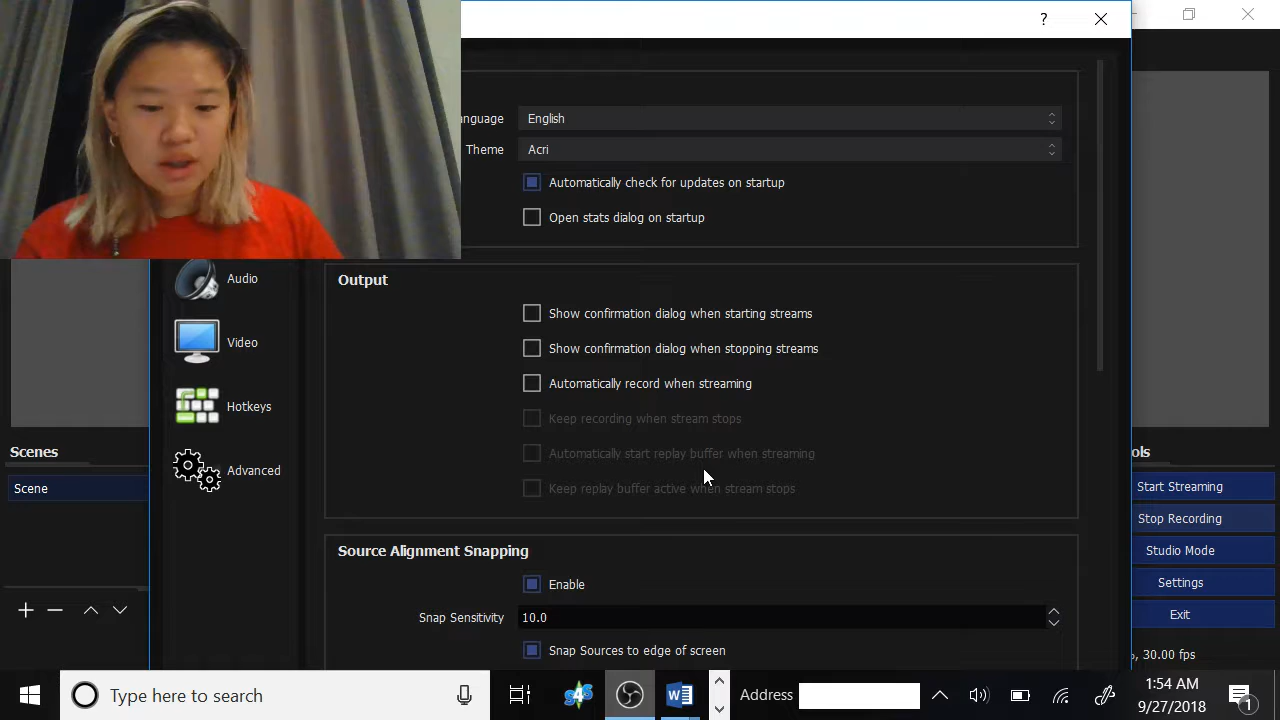 ?
anguage
English
Theme
Acri
Automatically check for updates on startup
Open stats dialog on startup
Audio
Output
Show confirmation dialog when starting streams
Video
Show confirmation dialog when stopping streams
Automatically record when streaming
Hotkeys
Keep recording when stream stops
Scenes
Automatically start replay buffer when streaming
ols
Advanced
Scene
Keep replay buffer active when stream stops
Start Streaming
Stop Recording
Source Alignment Snapping
Studio Mode
Enable
Settings
Snap Sensitivity
10.0
Exit
Snap Sources to edge of screen
, 30.00 fps
Type here to search
Address
1:54 AM
9/27/2018
1